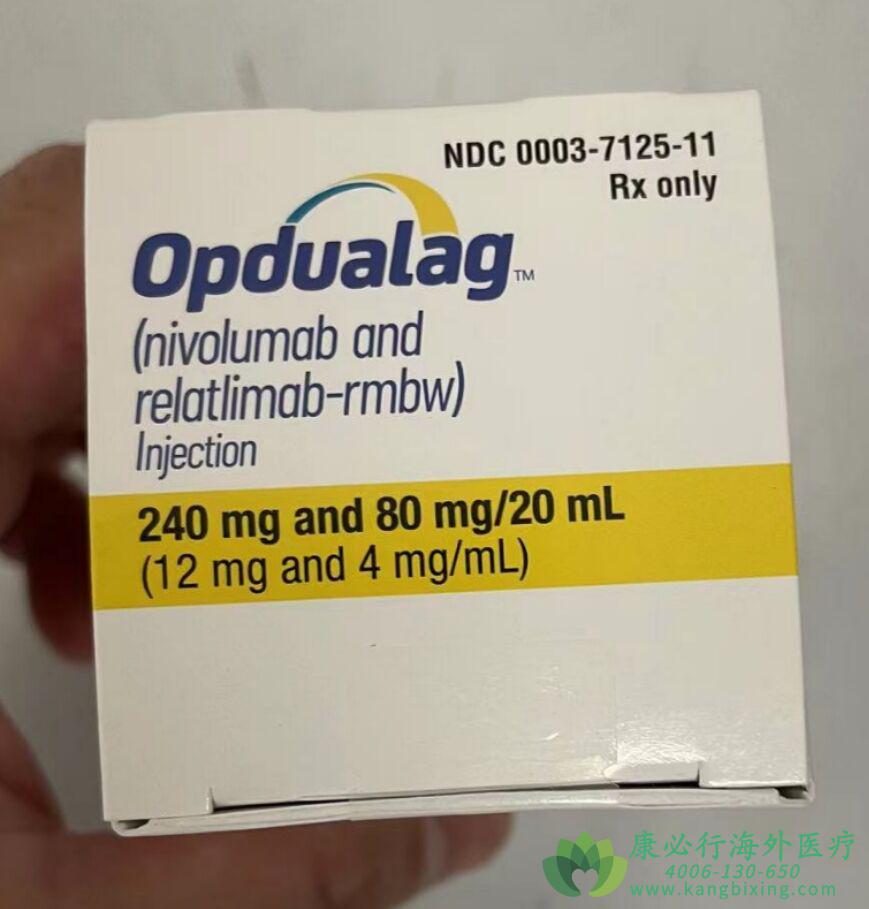 NDC 0003-7125-11
Rx only
Opdualag™
(nivolumab and
relatlimab-rmbw)
Injection
240 mg and 80 mg/20 mL
(12 mg and 4 mg/mL)
康必行海外医疗
4006-130-650
www.kangbixing.com